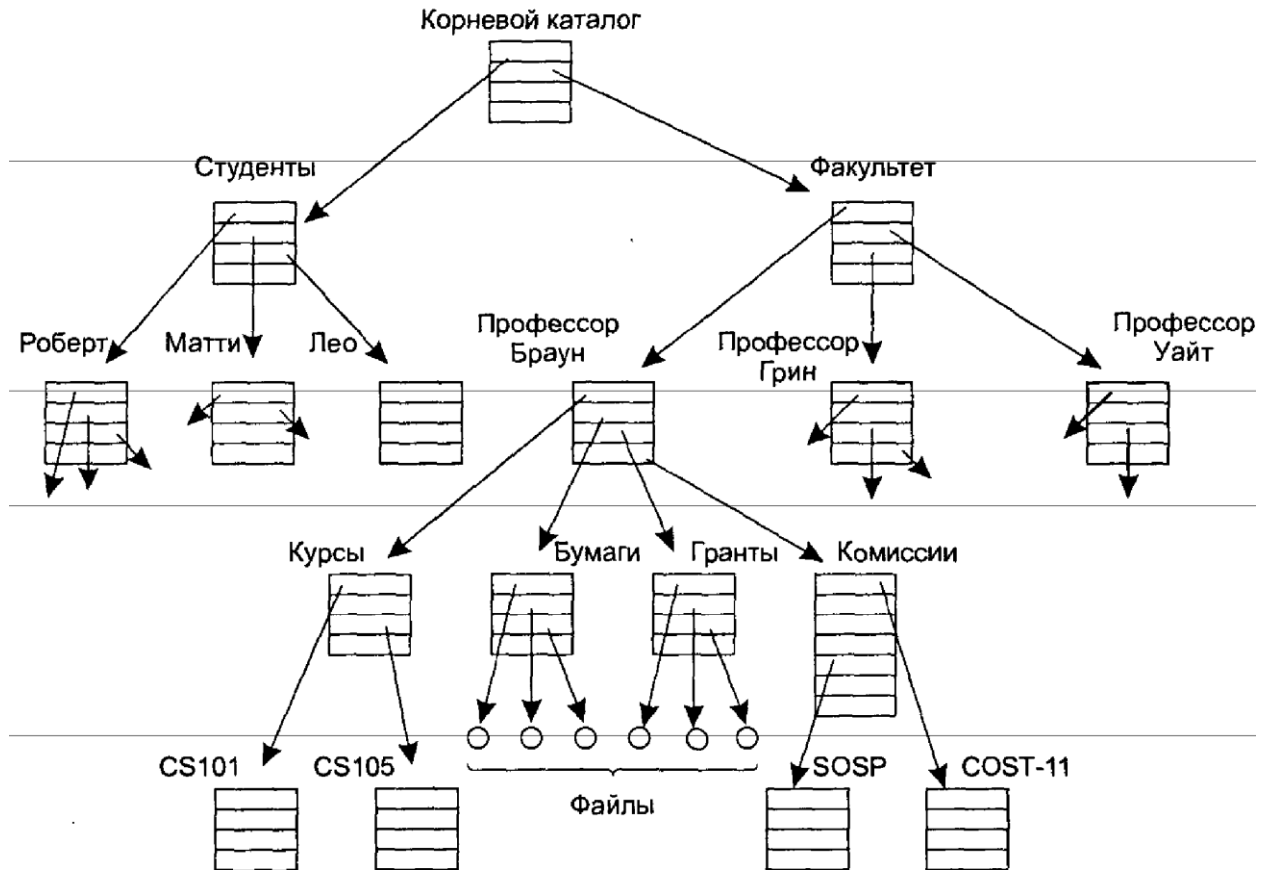 Корневой каталог
Студенты
Факультет
Роберт
Матти
Лео
Профессор
Браун
Профессор
Грин
Профессор
Уайт
Курсы
Бумаги
Гранты
Комиссии
CS101
CS105
Файлы
SOSP
COST-11